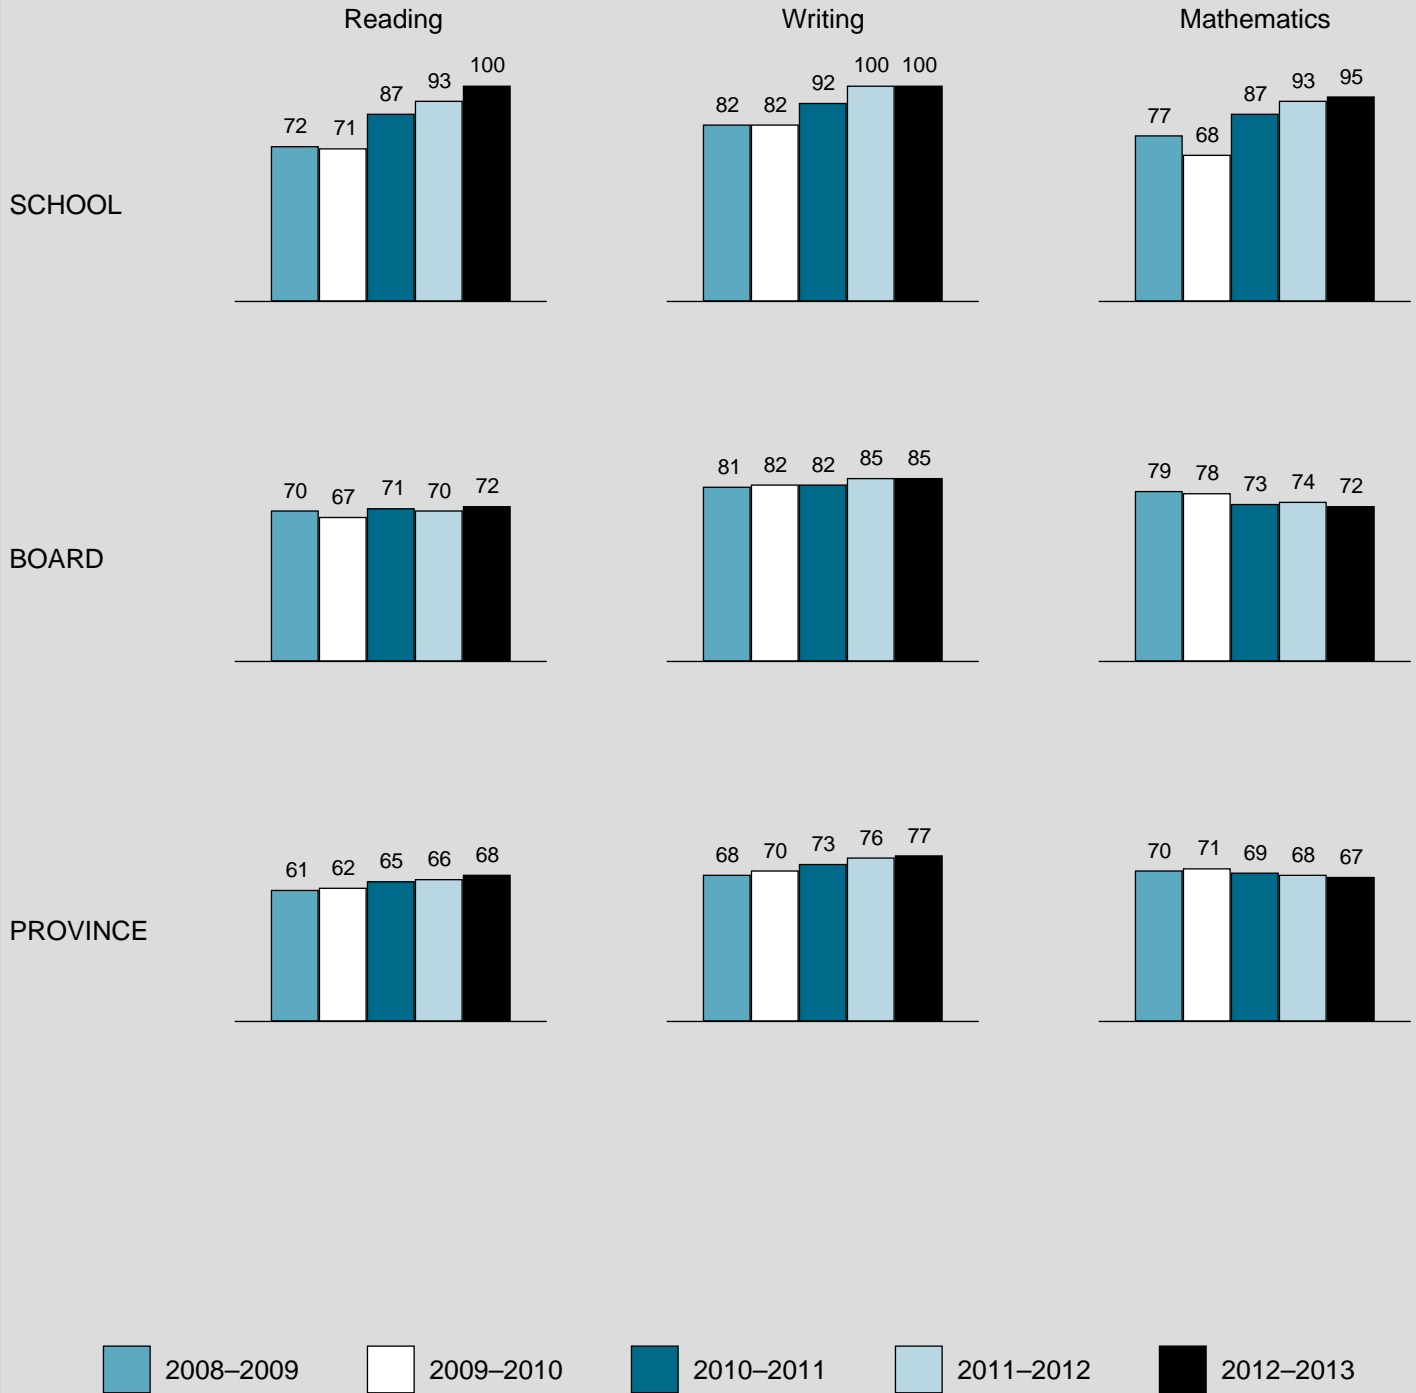 Reading Writing Mathematics
SCHOOL
72 71 87 93 100
82 82 92 100 100
77 68 87 93 95
BOARD
70 67 71 70 72
81 82 82 85 85
79 78 73 74 72
PROVINCE
61 62 65 66 68
68 70 73 76 77
70 71 69 68 67
2008–2009 2009–2010 2010–2011 2011–2012 2012–2013